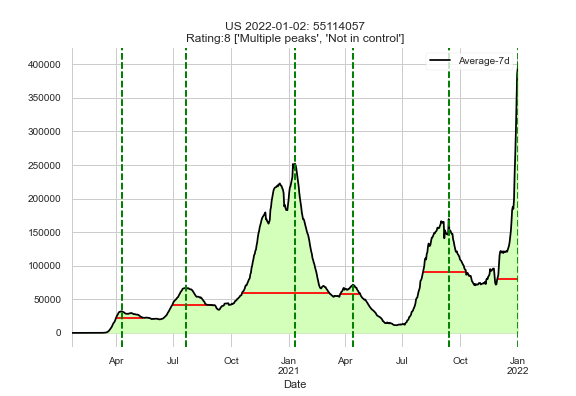 US 2022-01-02: 55114057
Rating:8 ['Multiple peaks', 'Not in control']
Average-7d
400000
350000
300000
250000
200000
150000
100000
50000
0
Apr Jul Oct Jan Apr Jul Oct Jan
2021 2022
Date